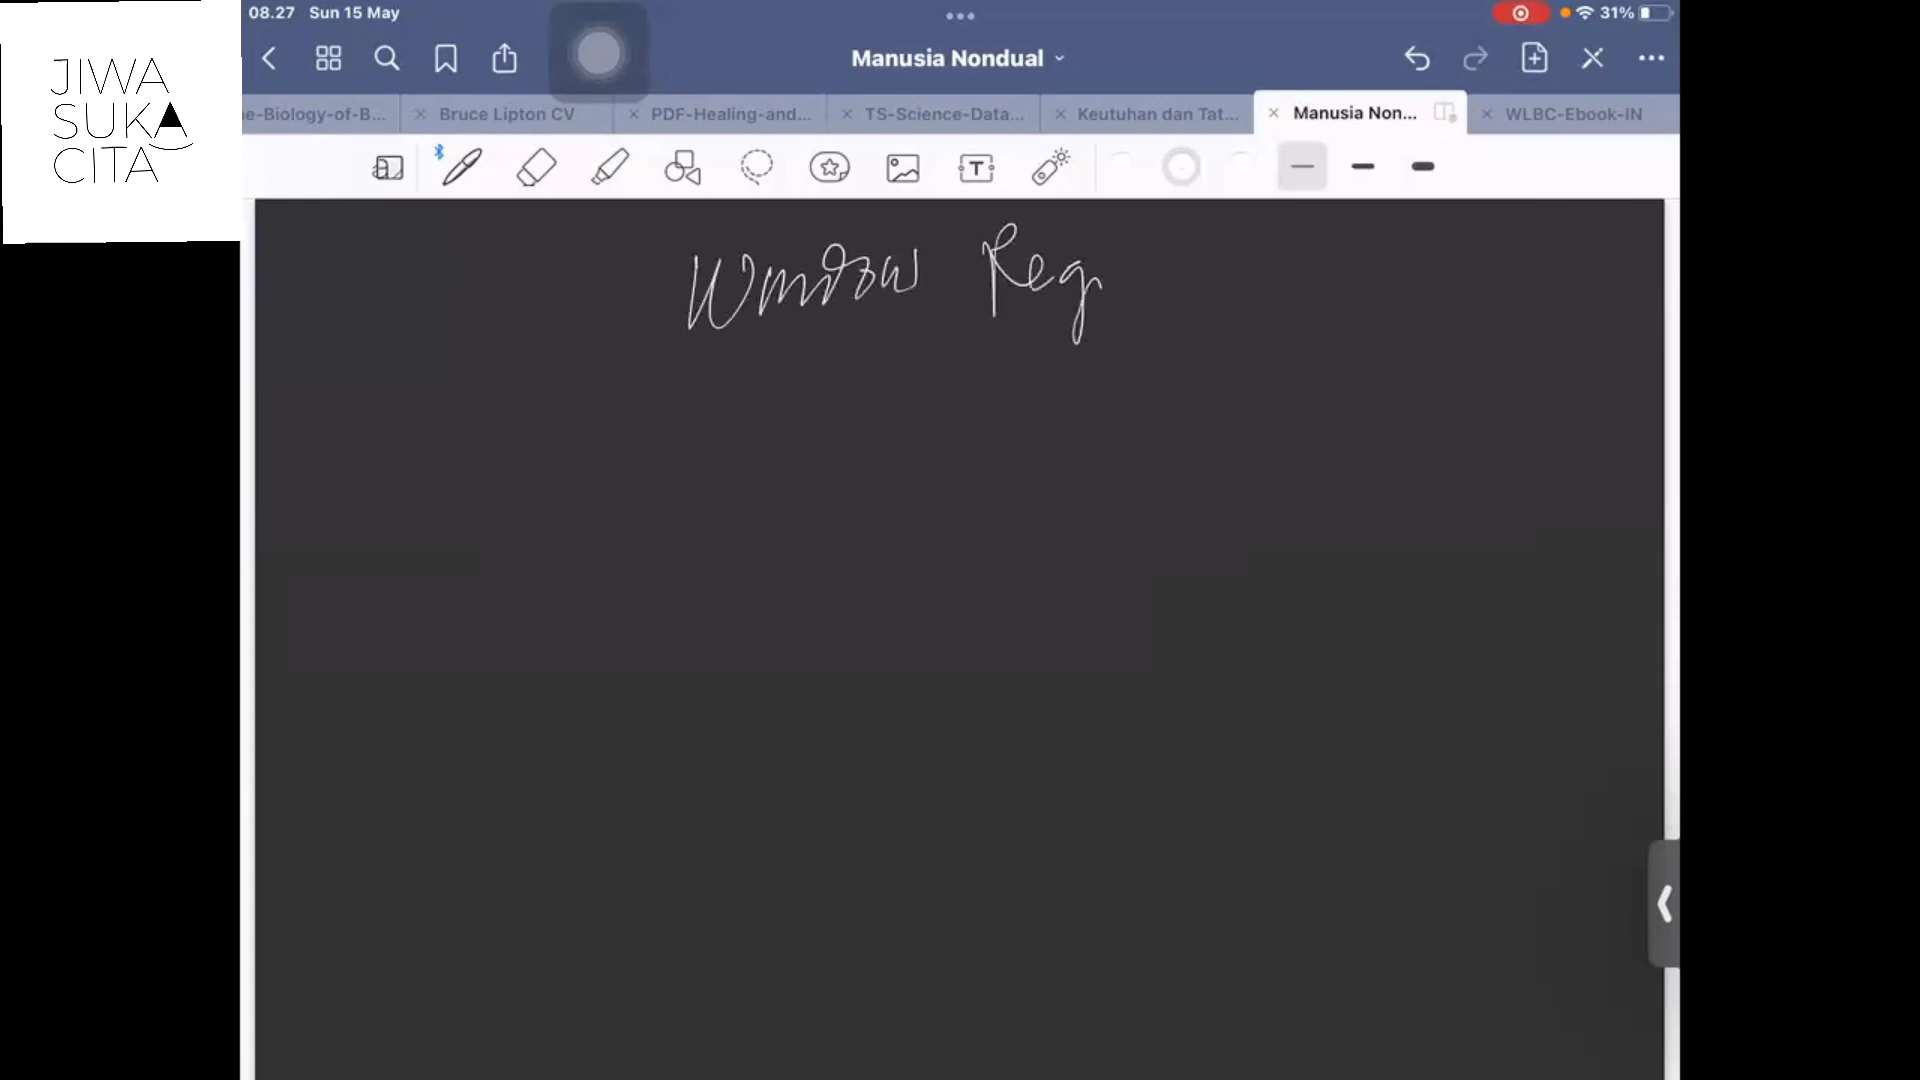 JIWA
SUKA
CITA
08.27 Sun 15 May
31%
Manusia Nondual
e-Biology-of-B...
Bruce Lipton CV
PDF-Healing-and...
TS-Science-Data...
Keutuhan dan Tat...
Manusia Non...
WLBC-Ebook-IN
Window Reg